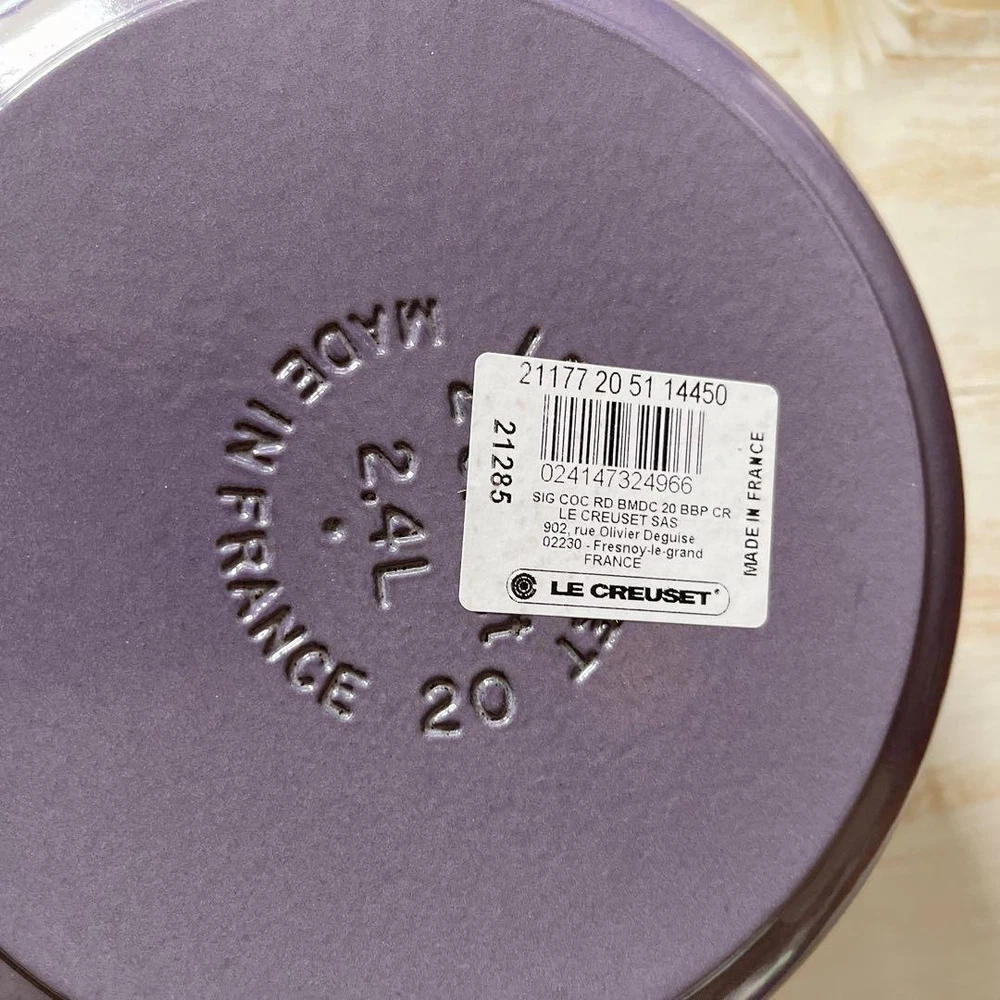 MADE IN FRANCE 20
2.4L
21177 20 51 14450
21285
024147324966
SIG COC RD BMDC 20 BBP CR
LE CREUSET SAS
902, rue Olivier Deguise
02230 - Fresnoy-le-grand
FRANCE
LE CREUSET
MADE IN FRANCE